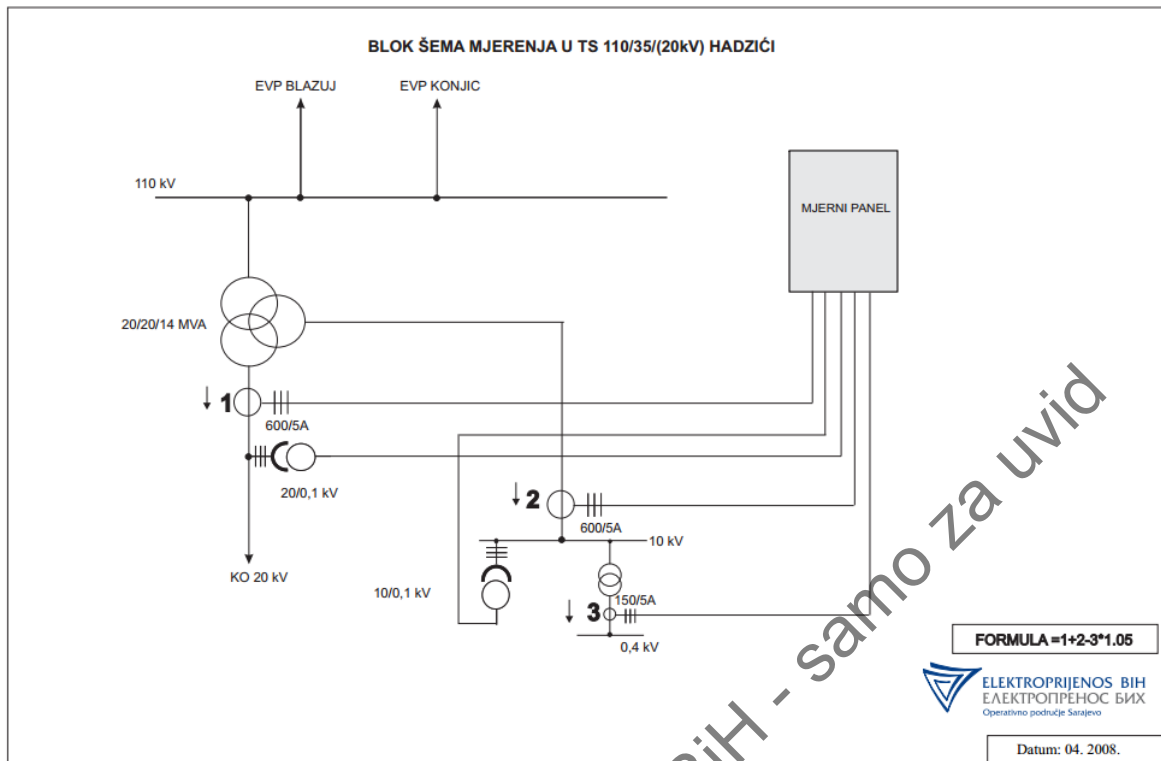 BLOK ŠEMA MJERENJA U TS 110/35/(20kV) HADZIĆI
EVP BLAZUJ
EVP KONJIC
110 kV
MJERNI PANEL
20/20/14 MVA
1
600/5A
20/0,1 kV
2
600/5A
KO 20 kV
10 kV
10/0,1 kV
150/5A
3
0,4 kV
BiH - samo za uvid
FORMULA =1+2-3*1.05
ELEKTROPRIJENOS BIH
ЕЛЕКТРОПРЕНОС БИХ
Operativno područje Sarajevo
Datum: 04. 2008.